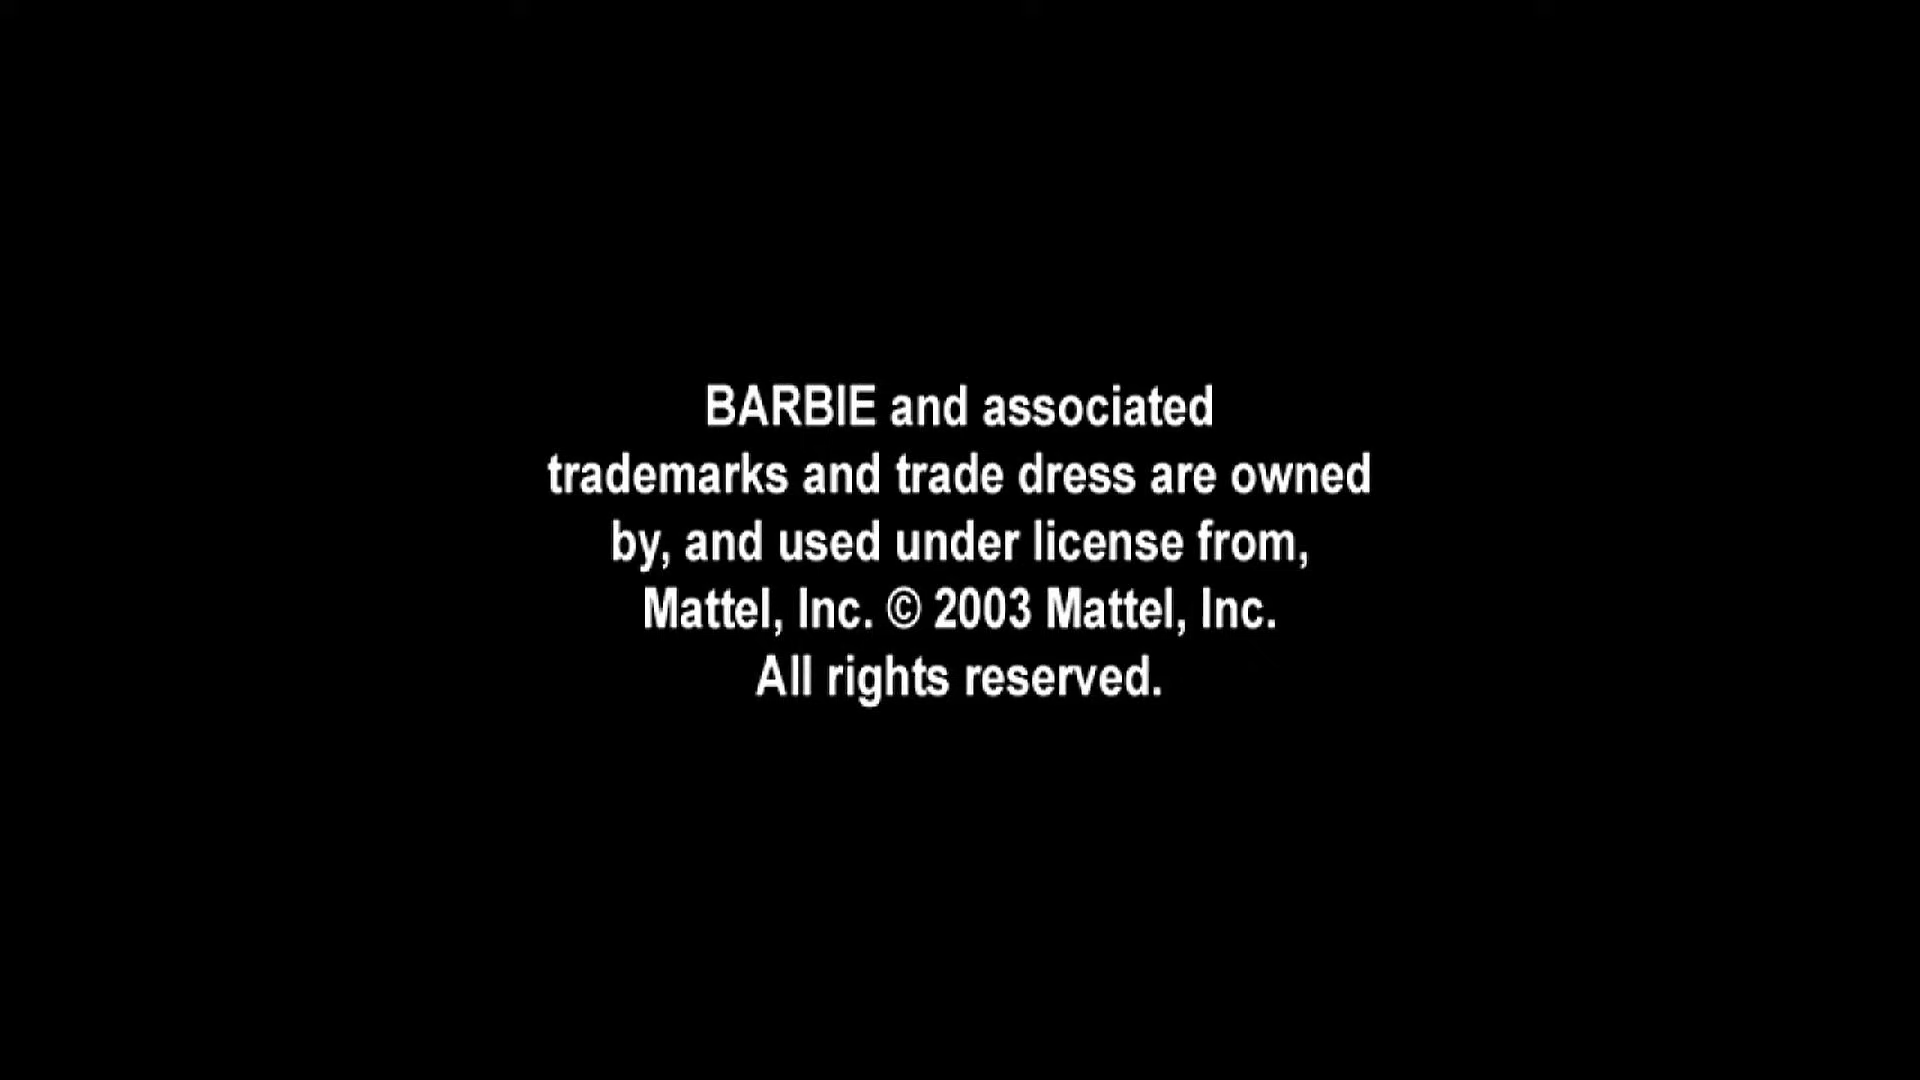 BARBIE and associated
trademarks and trade dress are owned
by, and used under license from,
Mattel, Inc. © 2003 Mattel, Inc.
All rights reserved.